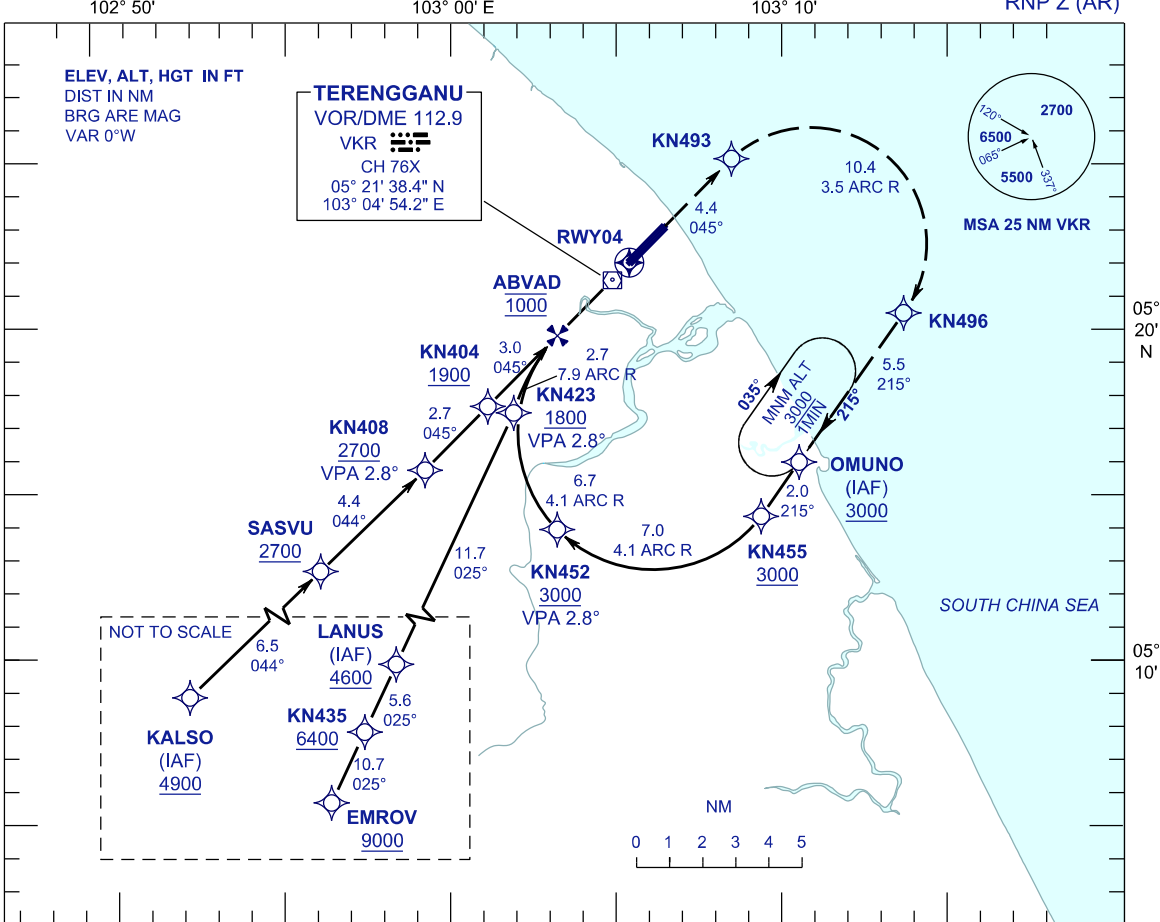 102° 50'
103° 00' E
103° 10'
RNP Z (AR)
ELEV, ALT, HGT IN FT
DIST IN NM
BRG ARE MAG
VAR 0°W
TERENGGANU
VOR/DME 112.9
VKR
CH 76X
05° 21' 38.4" N
103° 04' 54.2" E
120°
2700
6500
065°
5500
337°
MSA 25 NM VKR
KN493
10.4
3.5 ARC R
4.4
045°
RWY04
ABVAD
1000
KN496
05°
20'
N
5.5
215°
KN404
1900
3.0
045°
2.7
7.9 ARC R
KN423
1800
VPA 2.8°
035°
MNM ALT
3000
1MIN
215°
KN408
2700
VPA 2.8°
2.7
045°
OMUNO
(IAF)
3000
2.0
215°
6.7
4.1 ARC R
4.4
044°
SASVU
2700
7.0
4.1 ARC R
KN455
3000
11.7
025°
KN452
3000
VPA 2.8°
SOUTH CHINA SEA
NOT TO SCALE
6.5
044°
LANUS
(IAF)
4600
05°
10'
5.6
025°
KALSO
(IAF)
4900
KN435
6400
10.7
025°
EMROV
9000
NM
0 1 2 3 4 5